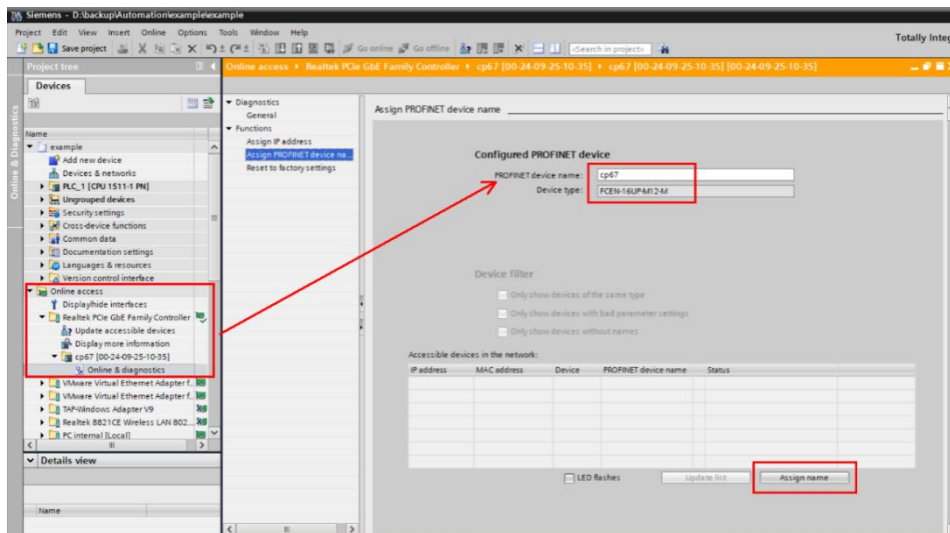 Siemens - D:\backup\Automation\example\example
Project Edit View Insert Online Options Tools Window Help
Save project Go online Go offline <Search in project>
Totally Integ
Project tree
Online access Realtek PCIe GbE Family Controller cp67 [00-24-09-25-10-35] cp67 [00-24-09-25-10-35] [00-24-09-25-10-35]
Devices
Online & Diagnostics
Name
example
Add new device
Devices & networks
PLC_1 [CPU 1511-1 PN]
Ungrouped devices
Security settings
Cross-device functions
Common data
Documentation settings
Languages & resources
Version control interface
Online access
Display/hide interfaces
Realtek PCIe GbE Family Controller
Update accessible devices
Display more information
cp67 [00-24-09-25-10-35]
Online & diagnostics
VMware Virtual Ethernet Adapter f..
VMware Virtual Ethernet Adapter f..
TAP-Windows Adapter V9
Realtek 8821CE Wireless LAN 802...
PC internal [Local]
Details view
Name
Diagnostics
General
Functions
Assign IP address
Assign PROFINET device na...
Reset to factory settings
Assign PROFINET device name
Configured PROFINET device
PROFINET device name: cp67
Device type: FCEN-16UP-M12-M
Device filter
Only show devices of the same type
Only show devices with bad parameter settings
Only show devices without names
Accessible devices in the network:
IP address MAC address Device PROFINET device name Status
LED flashes Update list Assign name